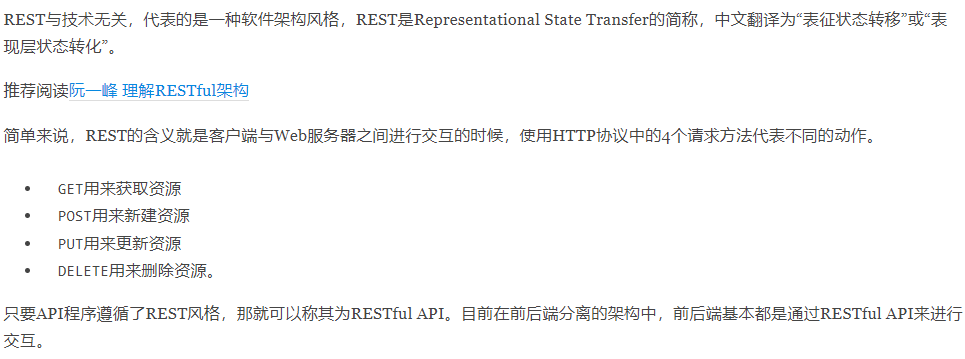 REST与技术无关，代表的是一种软件架构风格，REST是Representational State Transfer的简称，中文翻译为“表征状态转移”或“表
现层状态转化”。
推荐阅读阮一峰 理解RESTful架构
简单来说，REST的含义就是客户端与Web服务器之间进行交互的时候，使用HTTP协议中的4个请求方法代表不同的动作。
• GET用来获取资源
• POST用来新建资源
• PUT用来更新资源
• DELETE用来删除资源。
只要API程序遵循了REST风格，那就可以称其为RESTful API。目前在前后端分离的架构中，前后端基本都是通过RESTful API来进行
交互。